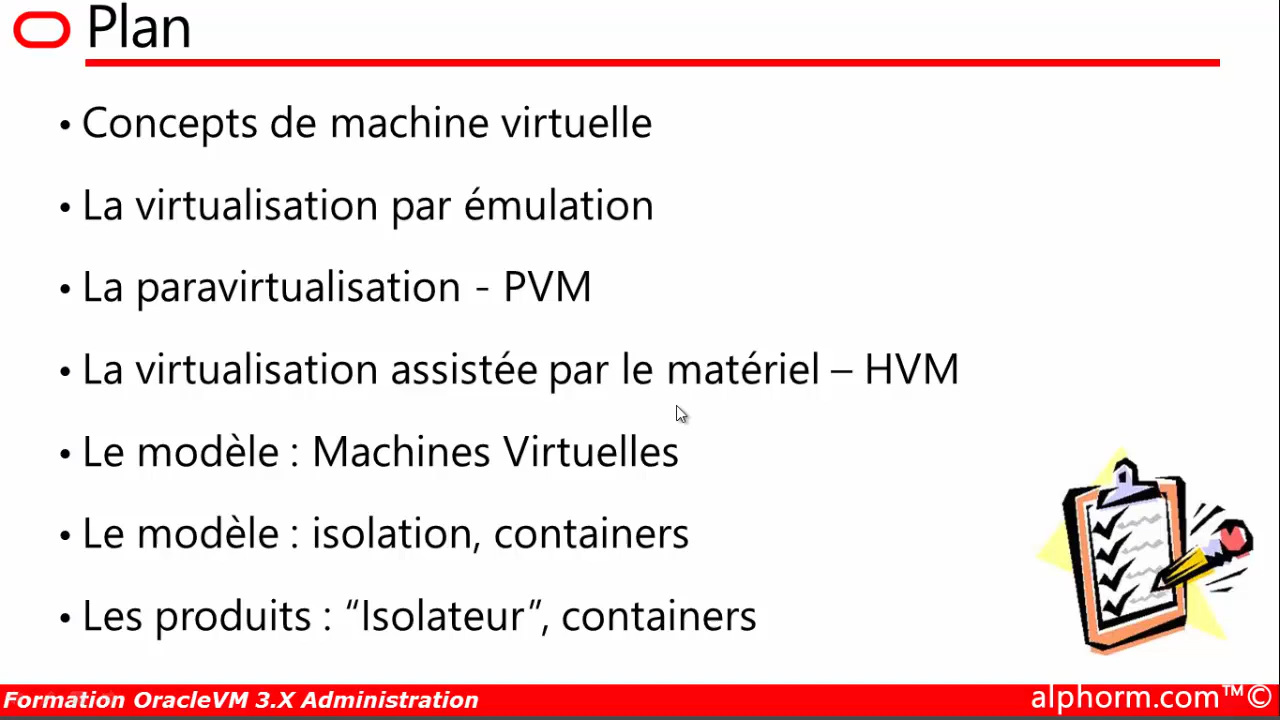 Plan
• Concepts de machine virtuelle
• La virtualisation par émulation
• La paravirtualisation - PVM
• La virtualisation assistée par le matériel – HVM
• Le modèle : Machines Virtuelles
• Le modèle : isolation, containers
• Les produits : “Isolateur”, containers
Formation OracleVM 3.X Administration
alphorm.com™©